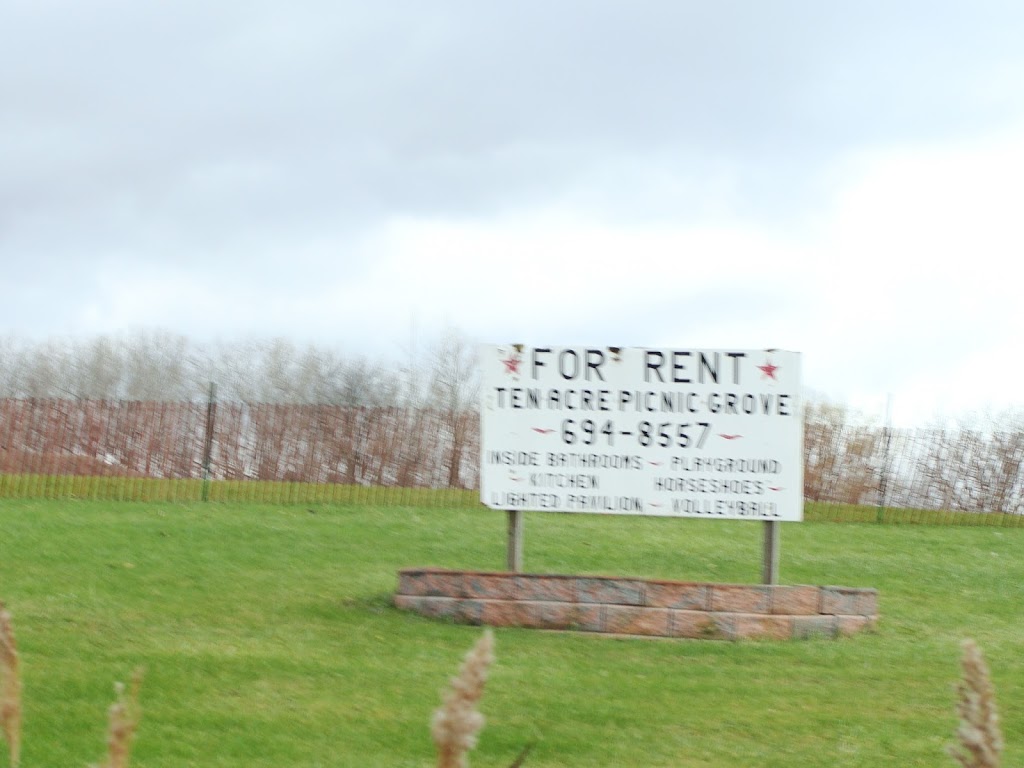 FOR RENT
TEN·ACRE PICNIC·GROVE
694-8557
INSIDE BATHROOMS ~ PLAYGROUND
~ KITCHEN HORSESHOES ~
LIGHTED PAVILION ~ VOLLEYBALL